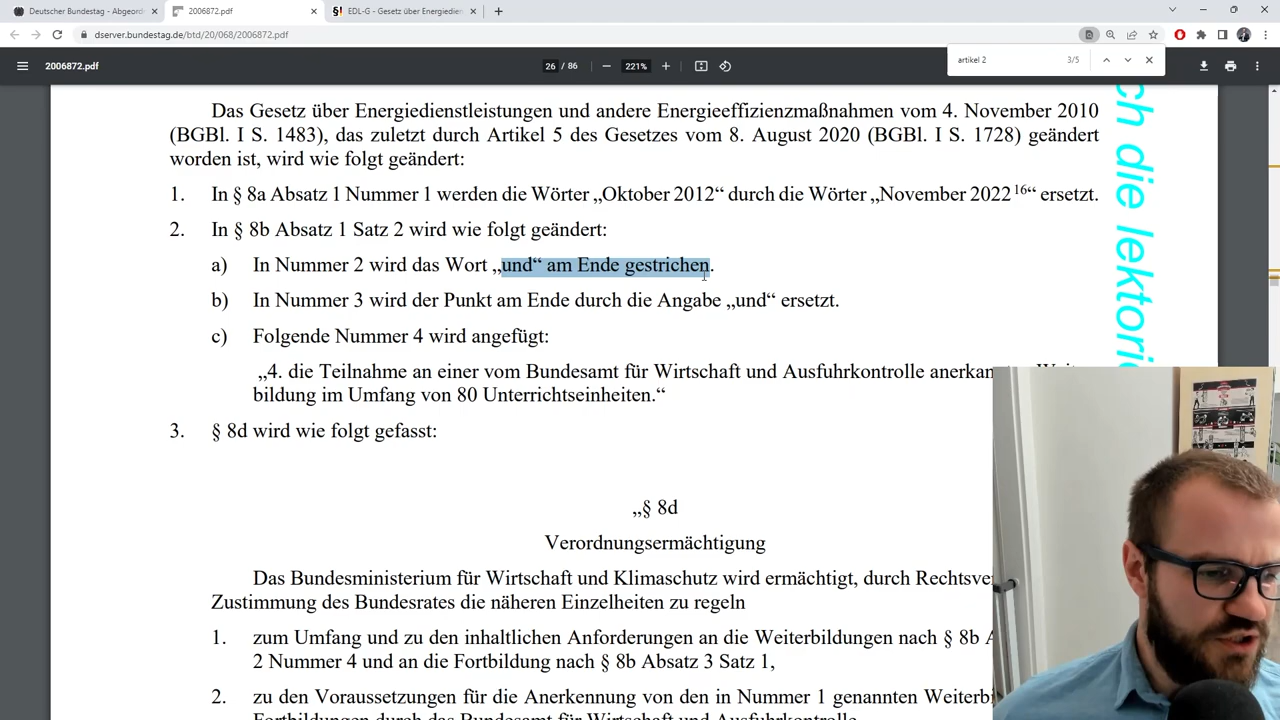 Deutscher Bundestag - Abgeord
2006872.pdf
EDL-G - Gesetz über Energiedien
dserver.bundestag.de/btd/20/068/2006872.pdf
2006872.pdf
26 / 86
221%
artikel 2
3/5
Das Gesetz über Energiedienstleistungen und andere Energieeffizienzmaßnahmen vom 4. November 2010
(BGBl. I S. 1483), das zuletzt durch Artikel 5 des Gesetzes vom 8. August 2020 (BGBl. I S. 1728) geändert
worden ist, wird wie folgt geändert:
1. In § 8a Absatz 1 Nummer 1 werden die Wörter „Oktober 2012“ durch die Wörter „November 2022 16“ ersetzt.
2. In § 8b Absatz 1 Satz 2 wird wie folgt geändert:
a) In Nummer 2 wird das Wort „und“ am Ende gestrichen.
b) In Nummer 3 wird der Punkt am Ende durch die Angabe „und“ ersetzt.
c) Folgende Nummer 4 wird angefügt:
„4. die Teilnahme an einer vom Bundesamt für Wirtschaft und Ausfuhrkontrolle anerkan
bildung im Umfang von 80 Unterrichtseinheiten.“
3. § 8d wird wie folgt gefasst:
„§ 8d
Verordnungsermächtigung
Das Bundesministerium für Wirtschaft und Klimaschutz wird ermächtigt, durch Rechtsver
Zustimmung des Bundesrates die näheren Einzelheiten zu regeln
1. zum Umfang und zu den inhaltlichen Anforderungen an die Weiterbildungen nach § 8b A
2 Nummer 4 und an die Fortbildung nach § 8b Absatz 3 Satz 1,
2. zu den Voraussetzungen für die Anerkennung von den in Nummer 1 genannten Weiterbi
Fortbildungen durch das Bundesamt für Wirtschaft und Ausfuhrkontrolle
ch die lektori